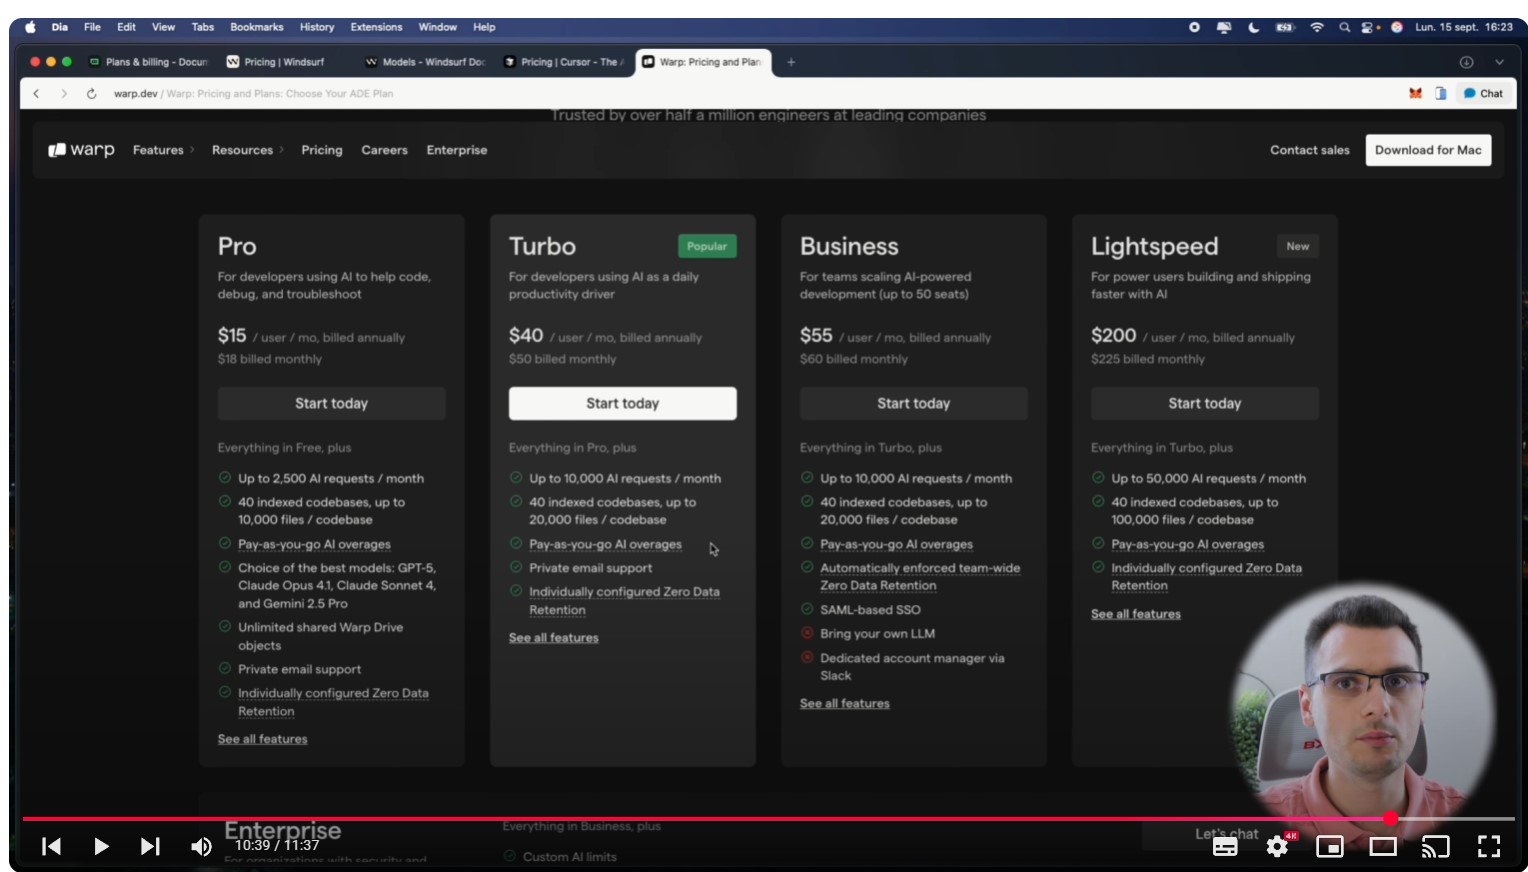 Dia File Edit View Tabs Bookmarks History Extensions Window Help Lun. 15 sept. 16:23
Plans & billing - Docum Pricing | Windsurf Models - Windsurf Doc Pricing | Cursor - The A Warp: Pricing and Plan
warp.dev / Warp: Pricing and Plans: Choose Your ADE Plan Chat
Trusted by over half a million engineers at leading companies
warp Features Resources Pricing Careers Enterprise Contact sales Download for Mac
Pro
For developers using AI to help code,
debug, and troubleshoot
$15 / user / mo, billed annually
$18 billed monthly
Start today
Everything in Free, plus
Up to 2,500 AI requests / month
40 indexed codebases, up to
10,000 files / codebase
Pay-as-you-go AI overages
Choice of the best models: GPT-5,
Claude Opus 4.1, Claude Sonnet 4,
and Gemini 2.5 Pro
Unlimited shared Warp Drive
objects
Private email support
Individually configured Zero Data
Retention
See all features
Turbo
Popular
For developers using AI as a daily
productivity driver
$40 / user / mo, billed annually
$50 billed monthly
Start today
Everything in Pro, plus
Up to 10,000 AI requests / month
40 indexed codebases, up to
20,000 files / codebase
Pay-as-you-go AI overages
Private email support
Individually configured Zero Data
Retention
See all features
Business
For teams scaling AI-powered
development (up to 50 seats)
$55 / user / mo, billed annually
$60 billed monthly
Start today
Everything in Turbo, plus
Up to 10,000 AI requests / month
40 indexed codebases, up to
20,000 files / codebase
Pay-as-you-go AI overages
Automatically enforced team-wide
Zero Data Retention
SAML-based SSO
Bring your own LLM
Dedicated account manager via
Slack
See all features
Lightspeed
New
For power users building and shipping
faster with AI
$200 / user / mo, billed annually
$225 billed monthly
Start today
Everything in Turbo, plus
Up to 50,000 AI requests / month
40 indexed codebases, up to
100,000 files / codebase
Pay-as-you-go AI overages
Individually configured Zero Data
Retention
See all features
Enterprise
For organizations with security and
Everything in Business, plus
Custom AI limits
Let's chat
10:39 / 11:37
4K